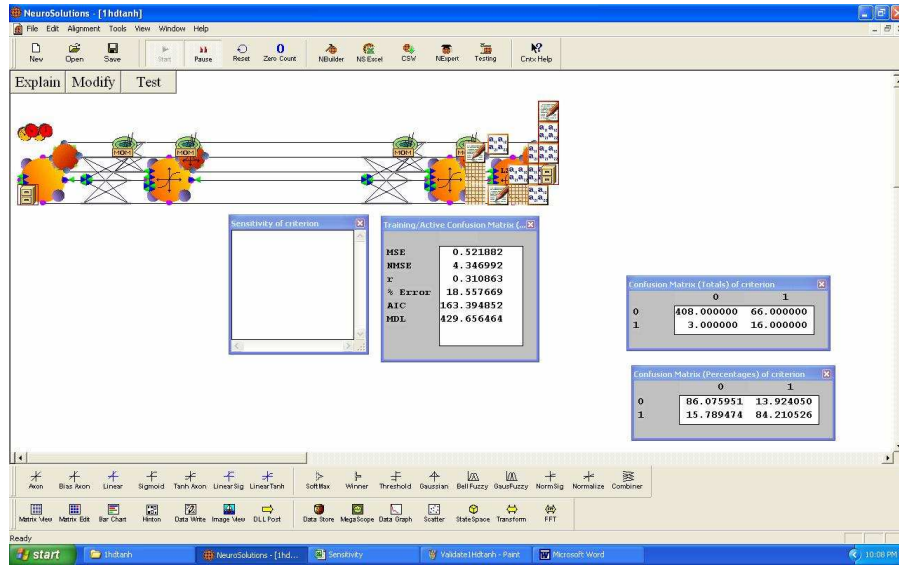 NeuroSolutions - [1hdtanh]
File Edit Alignment Tools View Window Help
New Open Save Start Pause Reset Zero Count NBuilder NS Excel CSW NExpert Testing Cntx Help
Explain Modify Test
MOM MOM MOM MOM
Sensitivity of criterion
Training/Active Confusion Matrix (...
MSE 0.521882
NMSE 4.346992
r 0.310863
% Error 18.557669
AIC 163.394852
MDL 429.656464
Confusion Matrix (Totals) of criterion
0 1
0 408.000000 66.000000
1 3.000000 16.000000
Confusion Matrix (Percentages) of criterion
0 1
0 86.075951 13.924050
1 15.789474 84.210526
Axon Bias Axon Linear Sigmoid Tanh Axon LinearSig LinearTanh SoftMax Winner Threshold Gaussian BellFuzzy GausFuzzy NormSig Normalize Combiner
Matrix View Matrix Edit Bar Chart Hinton Data Write Image View DLL Post Data Store MegaScope Data Graph Scatter StateSpace Transform FFT
Ready
start 1hdtanh NeuroSolutions - [1hd... Sensitivity Validate1Hdtanh - Paint Microsoft Word 10:08 PM